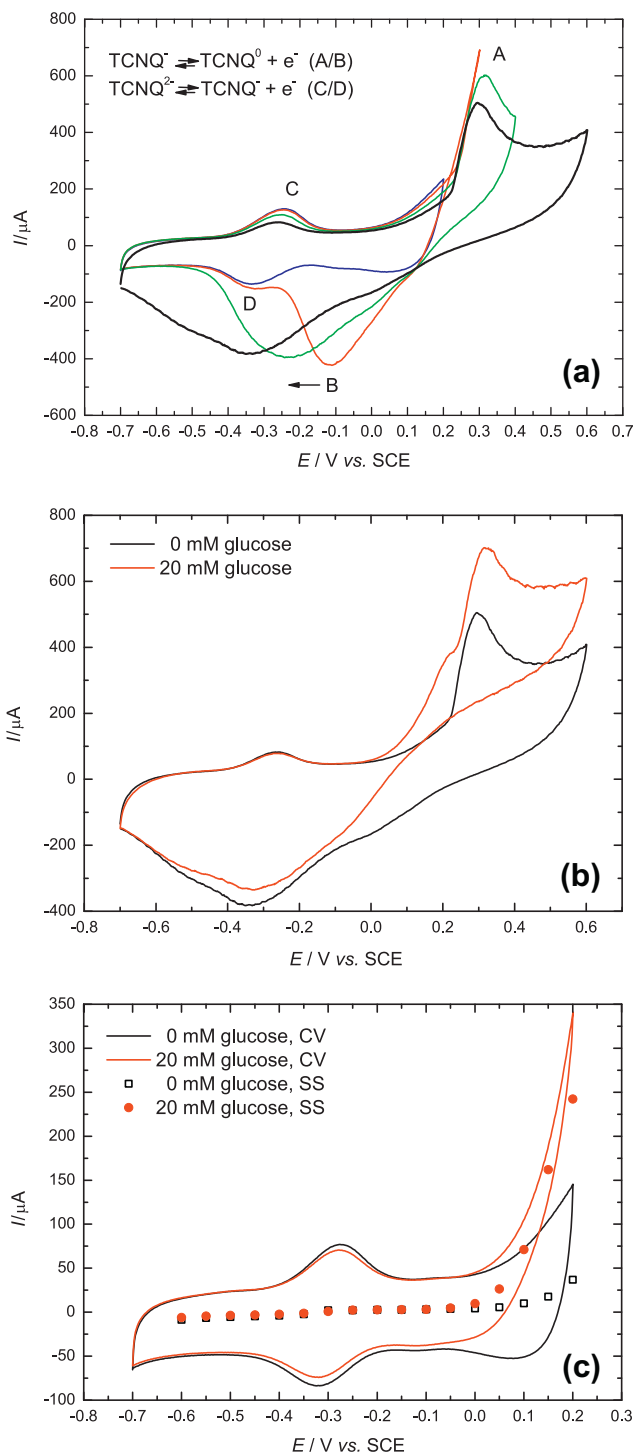 TCNQ⁻ ⇌ TCNQ⁰ + e⁻ (A/B)
TCNQ²⁻ ⇌ TCNQ⁻ + e⁻ (C/D)
A
C
D
B
(a)
800
600
400
200
0
-200
-400
-600
I/µA
-0.8 -0.7 -0.6 -0.5 -0.4 -0.3 -0.2 -0.1 0.0 0.1 0.2 0.3 0.4 0.5 0.6 0.7
E / V vs. SCE
0 mM glucose
20 mM glucose
(b)
800
600
400
200
0
-200
-400
I/µA
-0.8 -0.6 -0.4 -0.2 0.0 0.2 0.4 0.6
E / V vs. SCE
0 mM glucose, CV
20 mM glucose, CV
0 mM glucose, SS
20 mM glucose, SS
(c)
350
300
250
200
150
100
50
0
-50
-100
I/µA
-0.8 -0.7 -0.6 -0.5 -0.4 -0.3 -0.2 -0.1 0.0 0.1 0.2 0.3
E / V vs. SCE